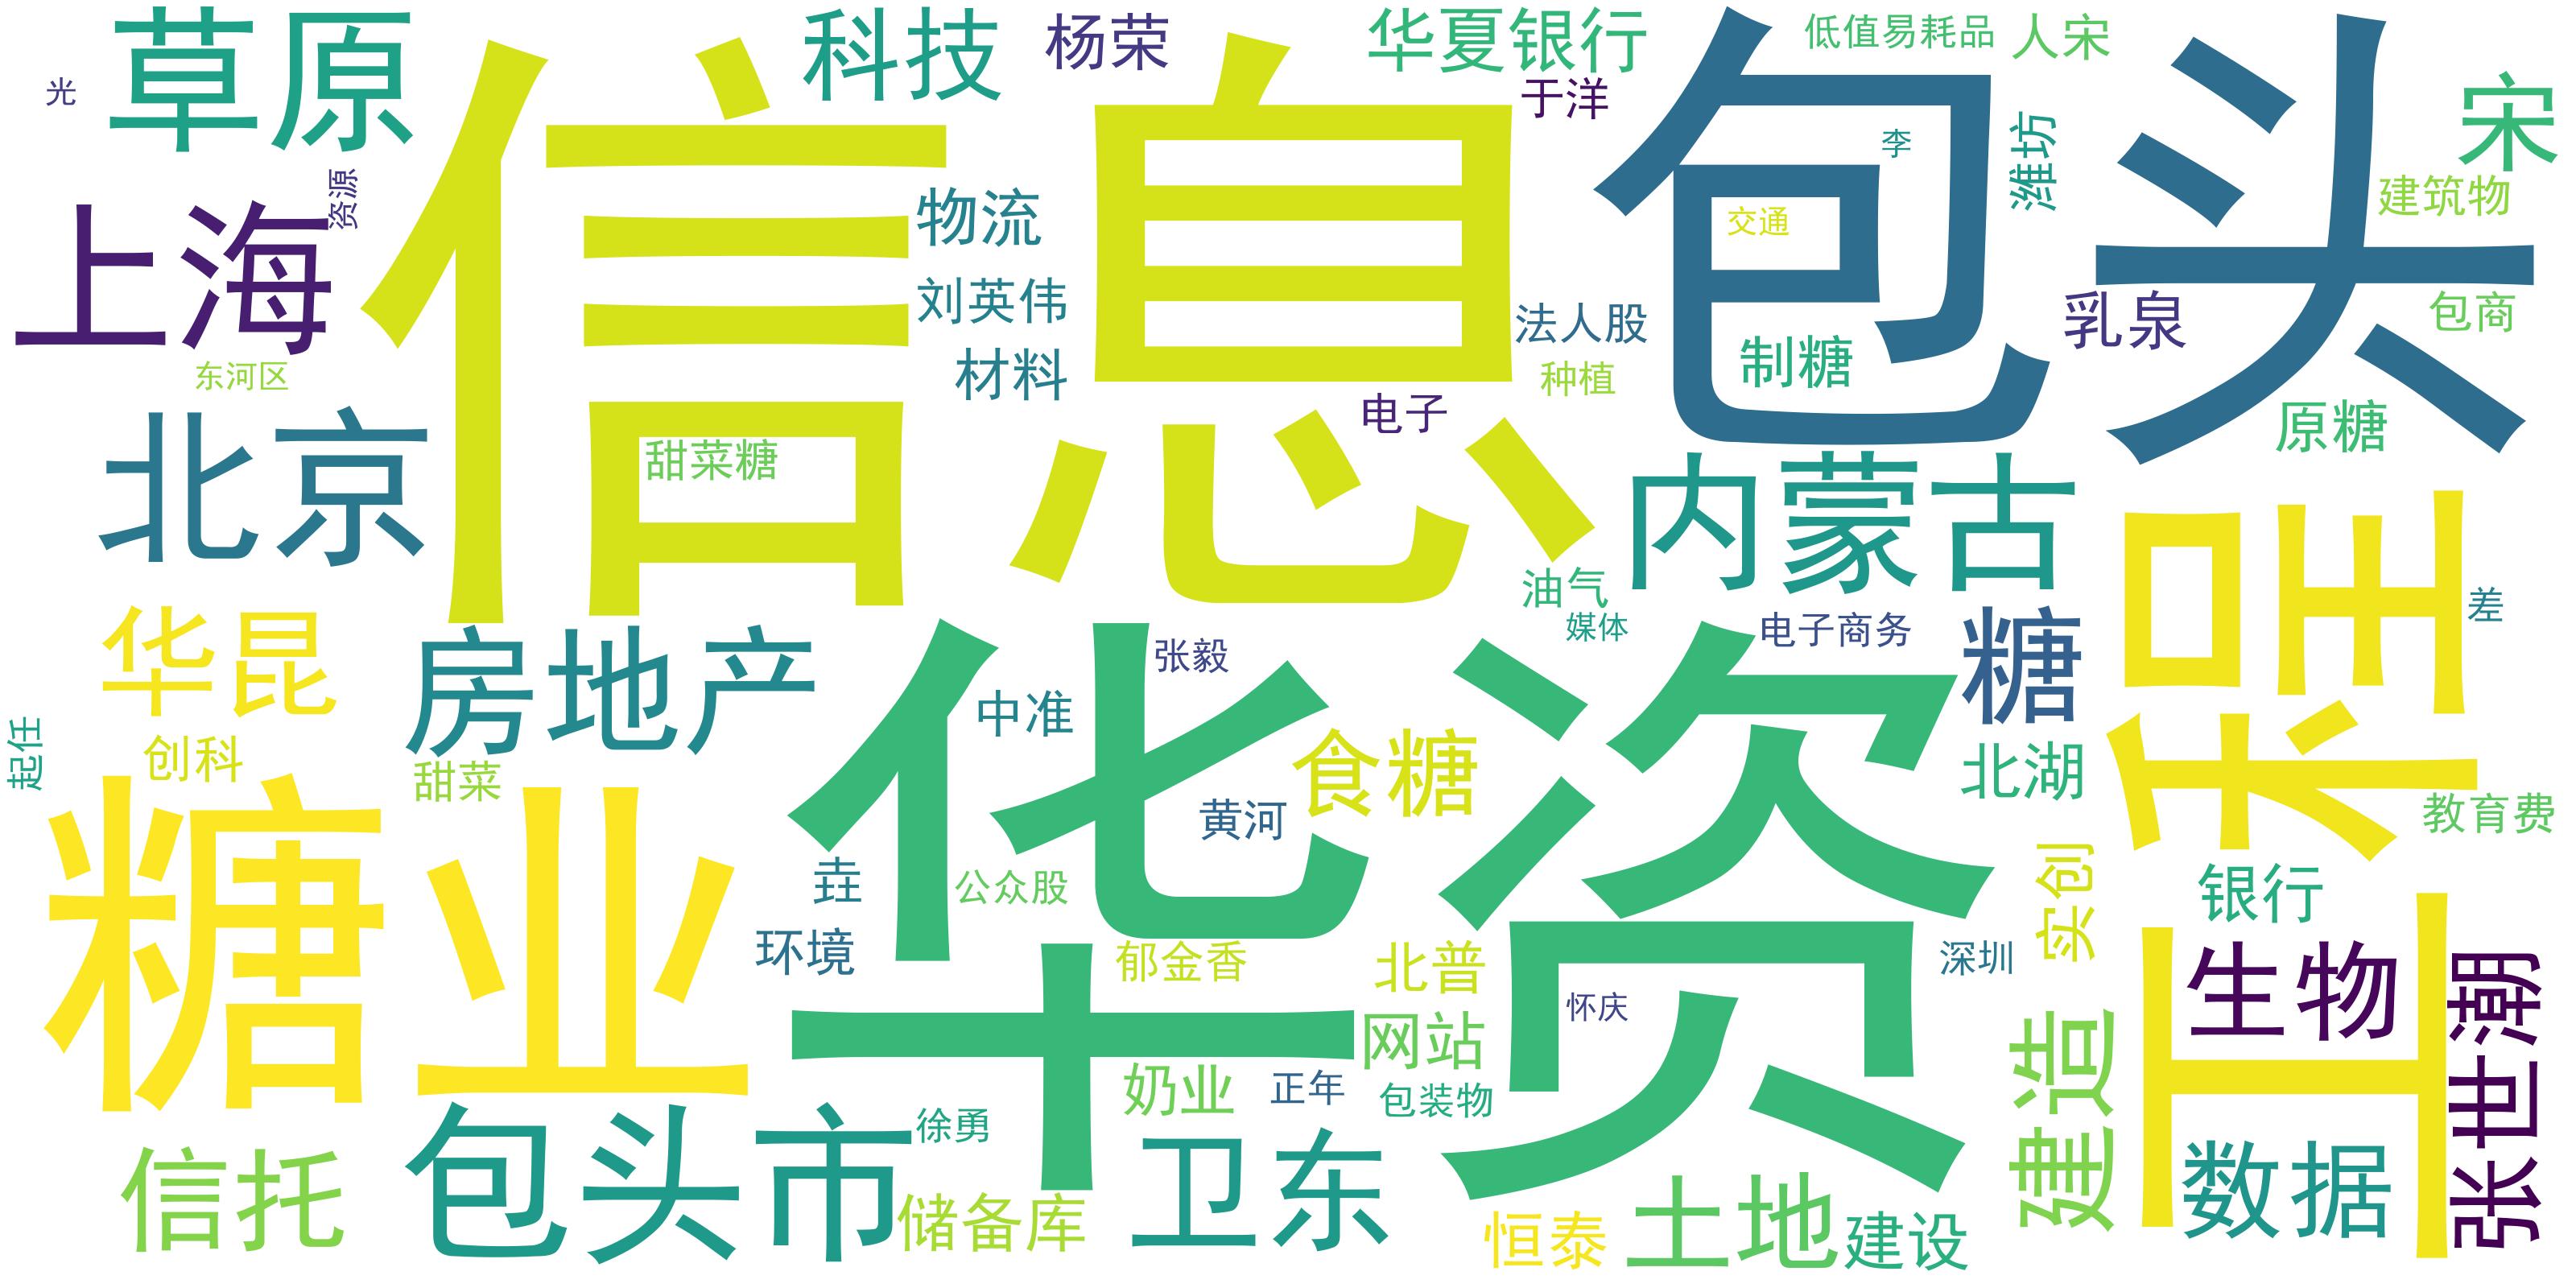 光
草原
科技
杨荣
华夏银行
于洋
低值易耗品
人宋
宋
信息
包头
李
潍坊
建筑物
资源
上海
物流
交通
刘英伟
法人股
乳泉
包商
东河区
材料
种植
制糖
电子
原糖
北京
甜菜糖
内蒙古
工程
油气
媒体
电子商务
糖
差
华昆
房地产
华资
张毅
中准
起任
创科
甜菜
食糖
北湖
黄河
教育费
糖业
垚
公众股
实创
银行
环境
郁金香
北普
深圳
生物
张世潮
怀庆
网站
建造
奶业
正年
包装物
包头市
徐勇
卫东
信托
储备库
恒泰
土地
建设
数据